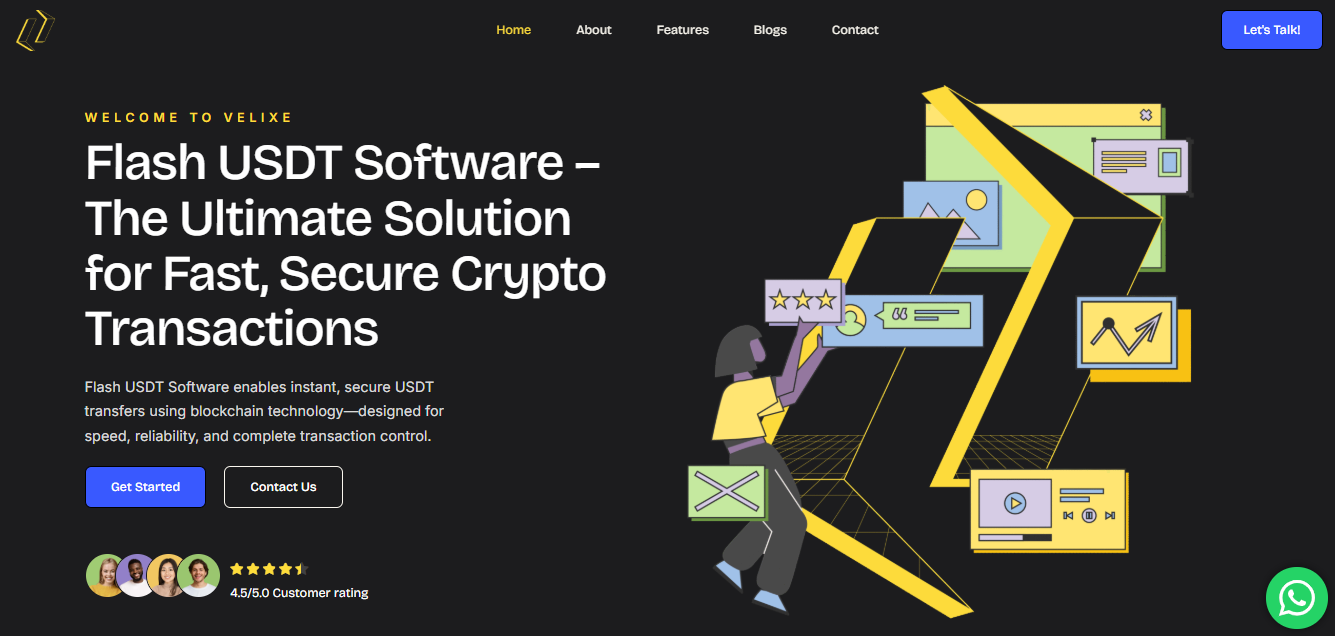 Home About Features Blogs Contact Let's Talk!
WELCOME TO VELIXE
Flash USDT Software –
The Ultimate Solution
for Fast, Secure Crypto
Transactions
Flash USDT Software enables instant, secure USDT
transfers using blockchain technology—designed for
speed, reliability, and complete transaction control.
Get Started Contact Us
4.5/5.0 Customer rating